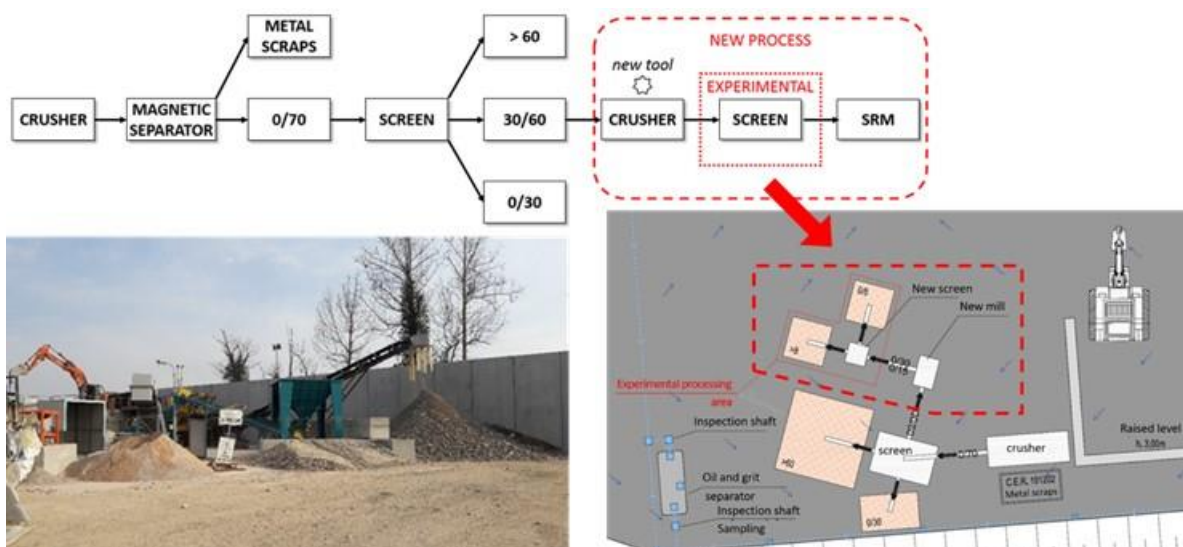 METAL
SCRAPS
> 60
NEW PROCESS
new tool
EXPERIMENTAL
CRUSHER
MAGNETIC
SEPARATOR
0/70
SCREEN
30/60
CRUSHER
SCREEN
SRM
0/30
0/8
New screen
New mill
>8
0/30
0/15
Experimental processing
area
Inspection shaft
Raised level
h. 3,00m
screen
0/70
crusher
>60
Oil and grit
separator
C.E.R. 191202
Metal scraps
Inspection shaft
Sampling
0/30